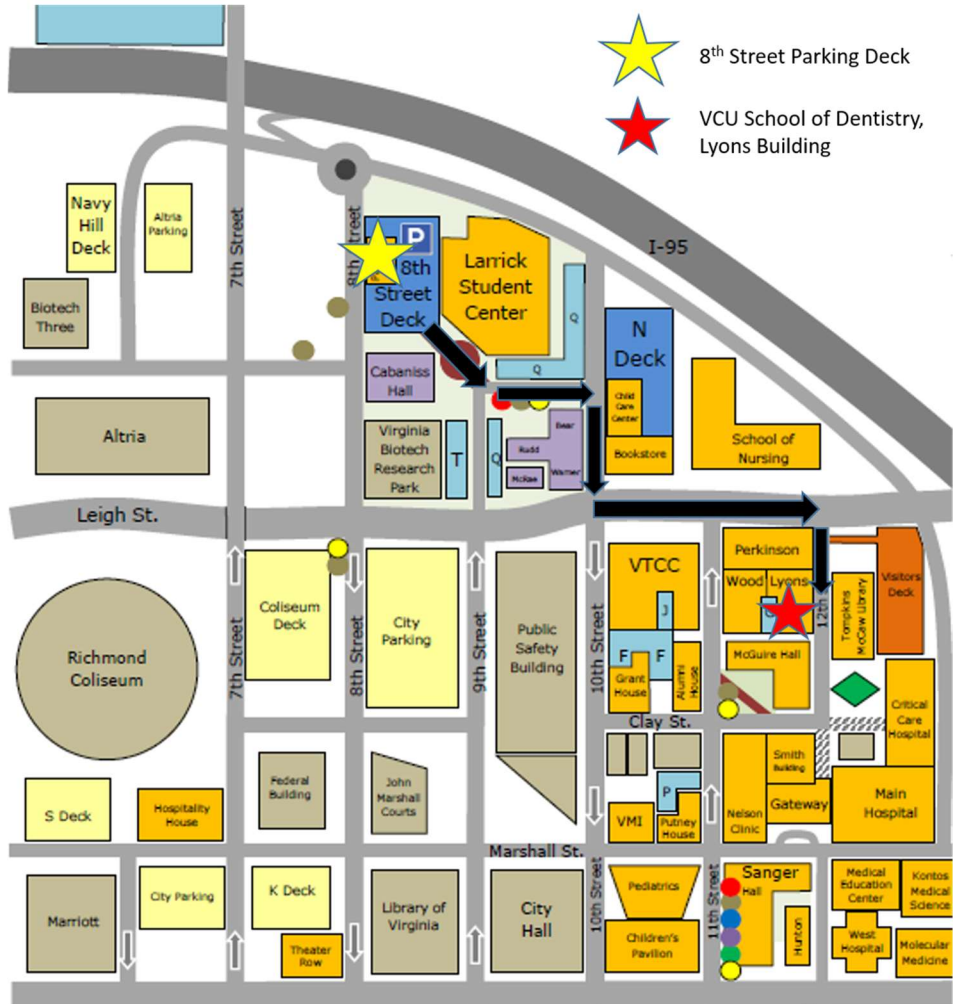 8th Street Parking Deck
VCU School of Dentistry,
Lyons Building
I-95
Navy
Hill
Deck
Altria
Parking
7th Street
8th Street
P
8th
Street
Deck
Larrick
Student
Center
Biotech
Three
N
Deck
Q
Q
Cabaniss
Hall
Child
Care
Center
Bookstore
School of
Nursing
Altria
Virginia
Biotech
Research
Park
T
Q
Bear
Rudd
McRae
Warner
Leigh St.
Coliseum
Deck
City
Parking
Public
Safety
Building
VTCC
J
F
F
Grant
House
Alumni
House
Perkinson
Wood
Lyons
McGuire Hall
12th
Tompkins
McCaw Library
Visitors
Deck
Richmond
Coliseum
7th Street
8th Street
9th Street
10th Street
Clay St.
Critical
Care
Hospital
S Deck
Hospitality
House
Federal
Building
John
Marshall
Courts
VMI
P
Putney
House
Nelson
Clinic
Smith
Building
Gateway
Main
Hospital
Marshall St.
Marriott
City Parking
K Deck
Theater
Row
Library of
Virginia
City
Hall
10th Street
Pediatrics
Children's
Pavilion
11th Street
Sanger
Hall
Hunton
Medical
Education
Center
West
Hospital
Kontos
Medical
Science
Molecular
Medicine